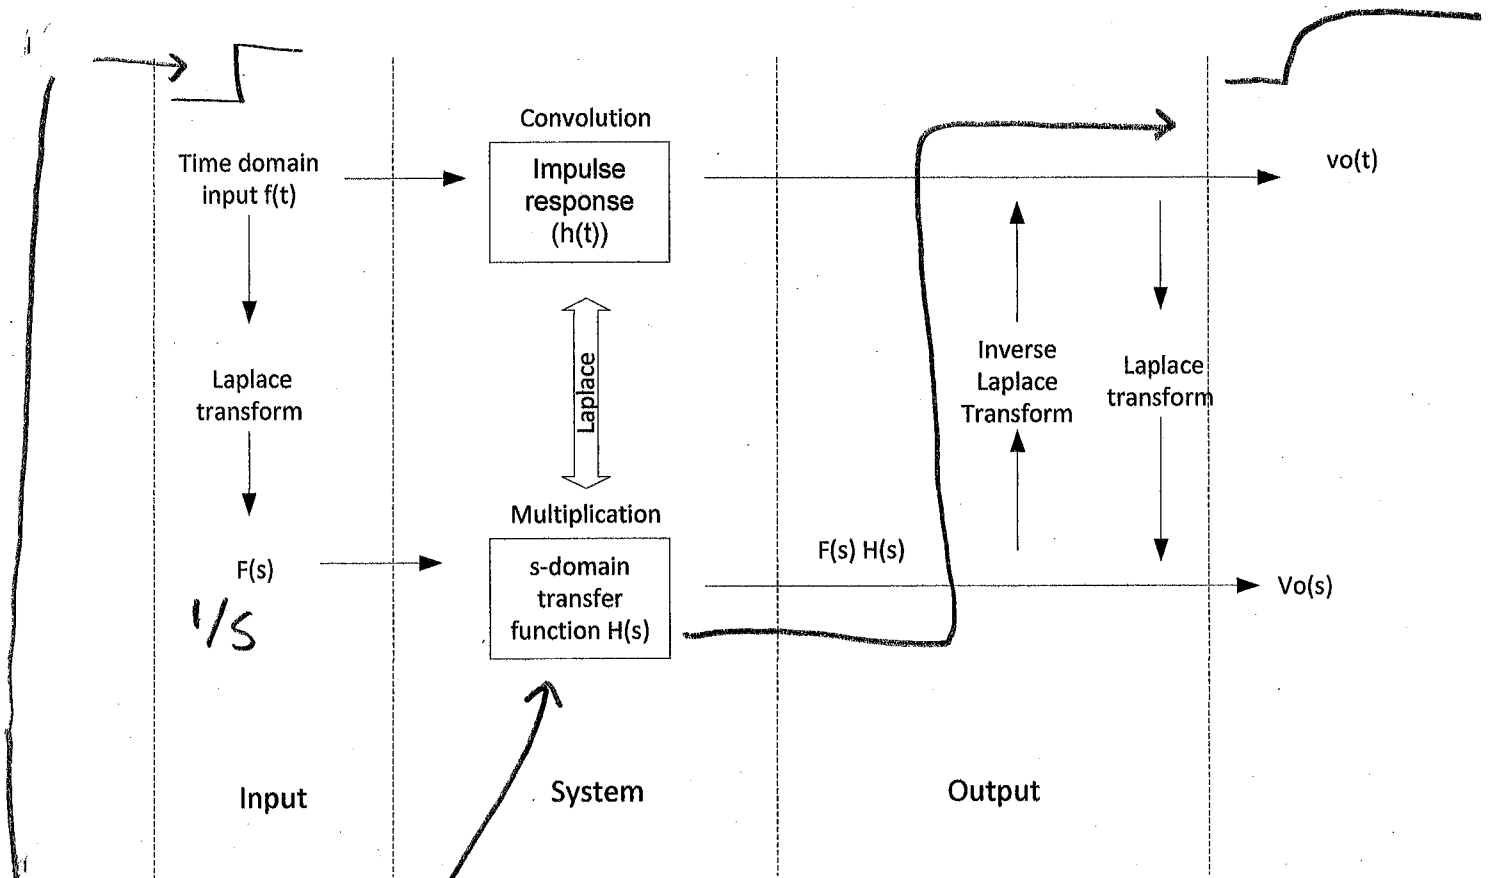 Convolution
Time domain
input f(t)
Impulse
response
(h(t))
vo(t)
Laplace
transform
Laplace
Inverse
Laplace
Transform
Laplace
transform
Multiplication
F(s)
1/s
s-domain
transfer
function H(s)
F(s) H(s)
Vo(s)
Input
System
Output